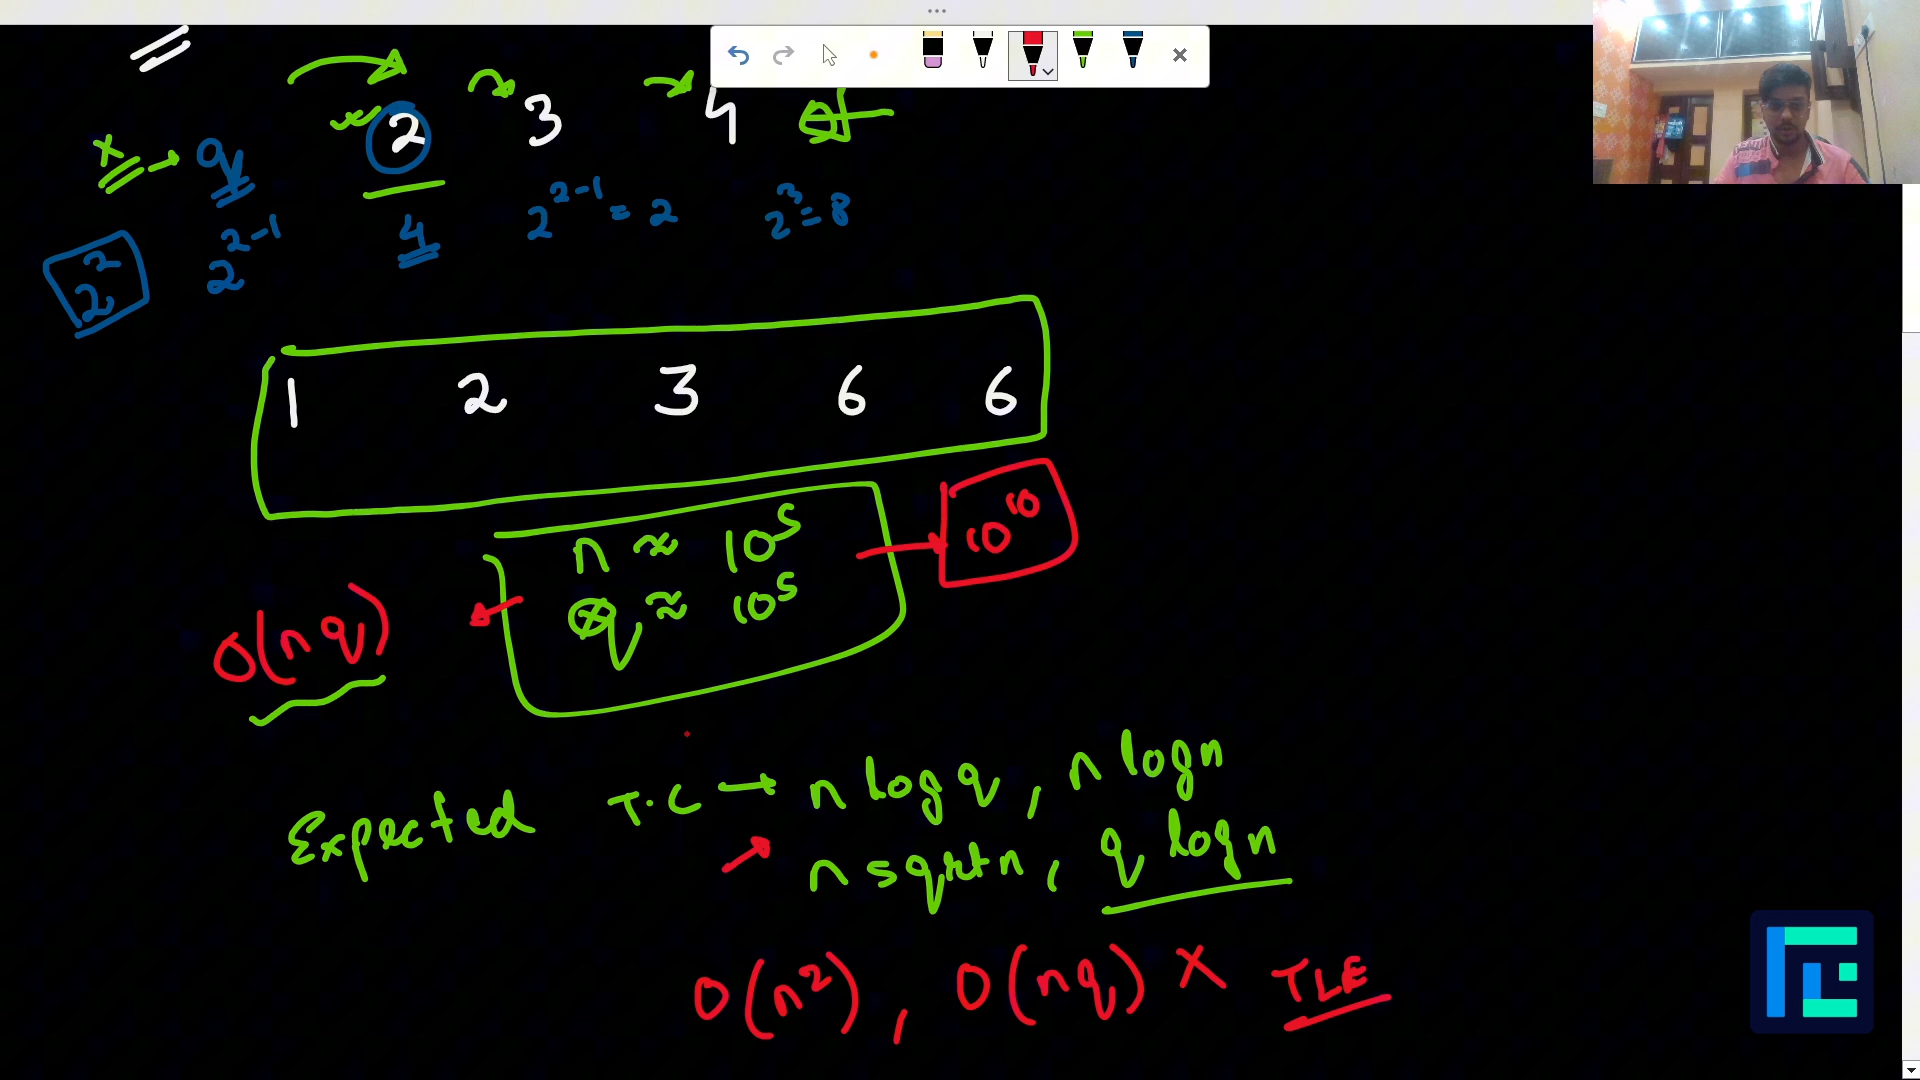 2 3 4
x → q
2^{2-1} 4 2^{2-1} = 2 2^3 = 8
2^2
1 2 3 6 6
n ≈ 10^5
10^{10}
q ≈ 10^5
O(nq)
Expected T.C → n log q, n log n
n sqrt n, q log n
O(n^2), O(nq) X TLE